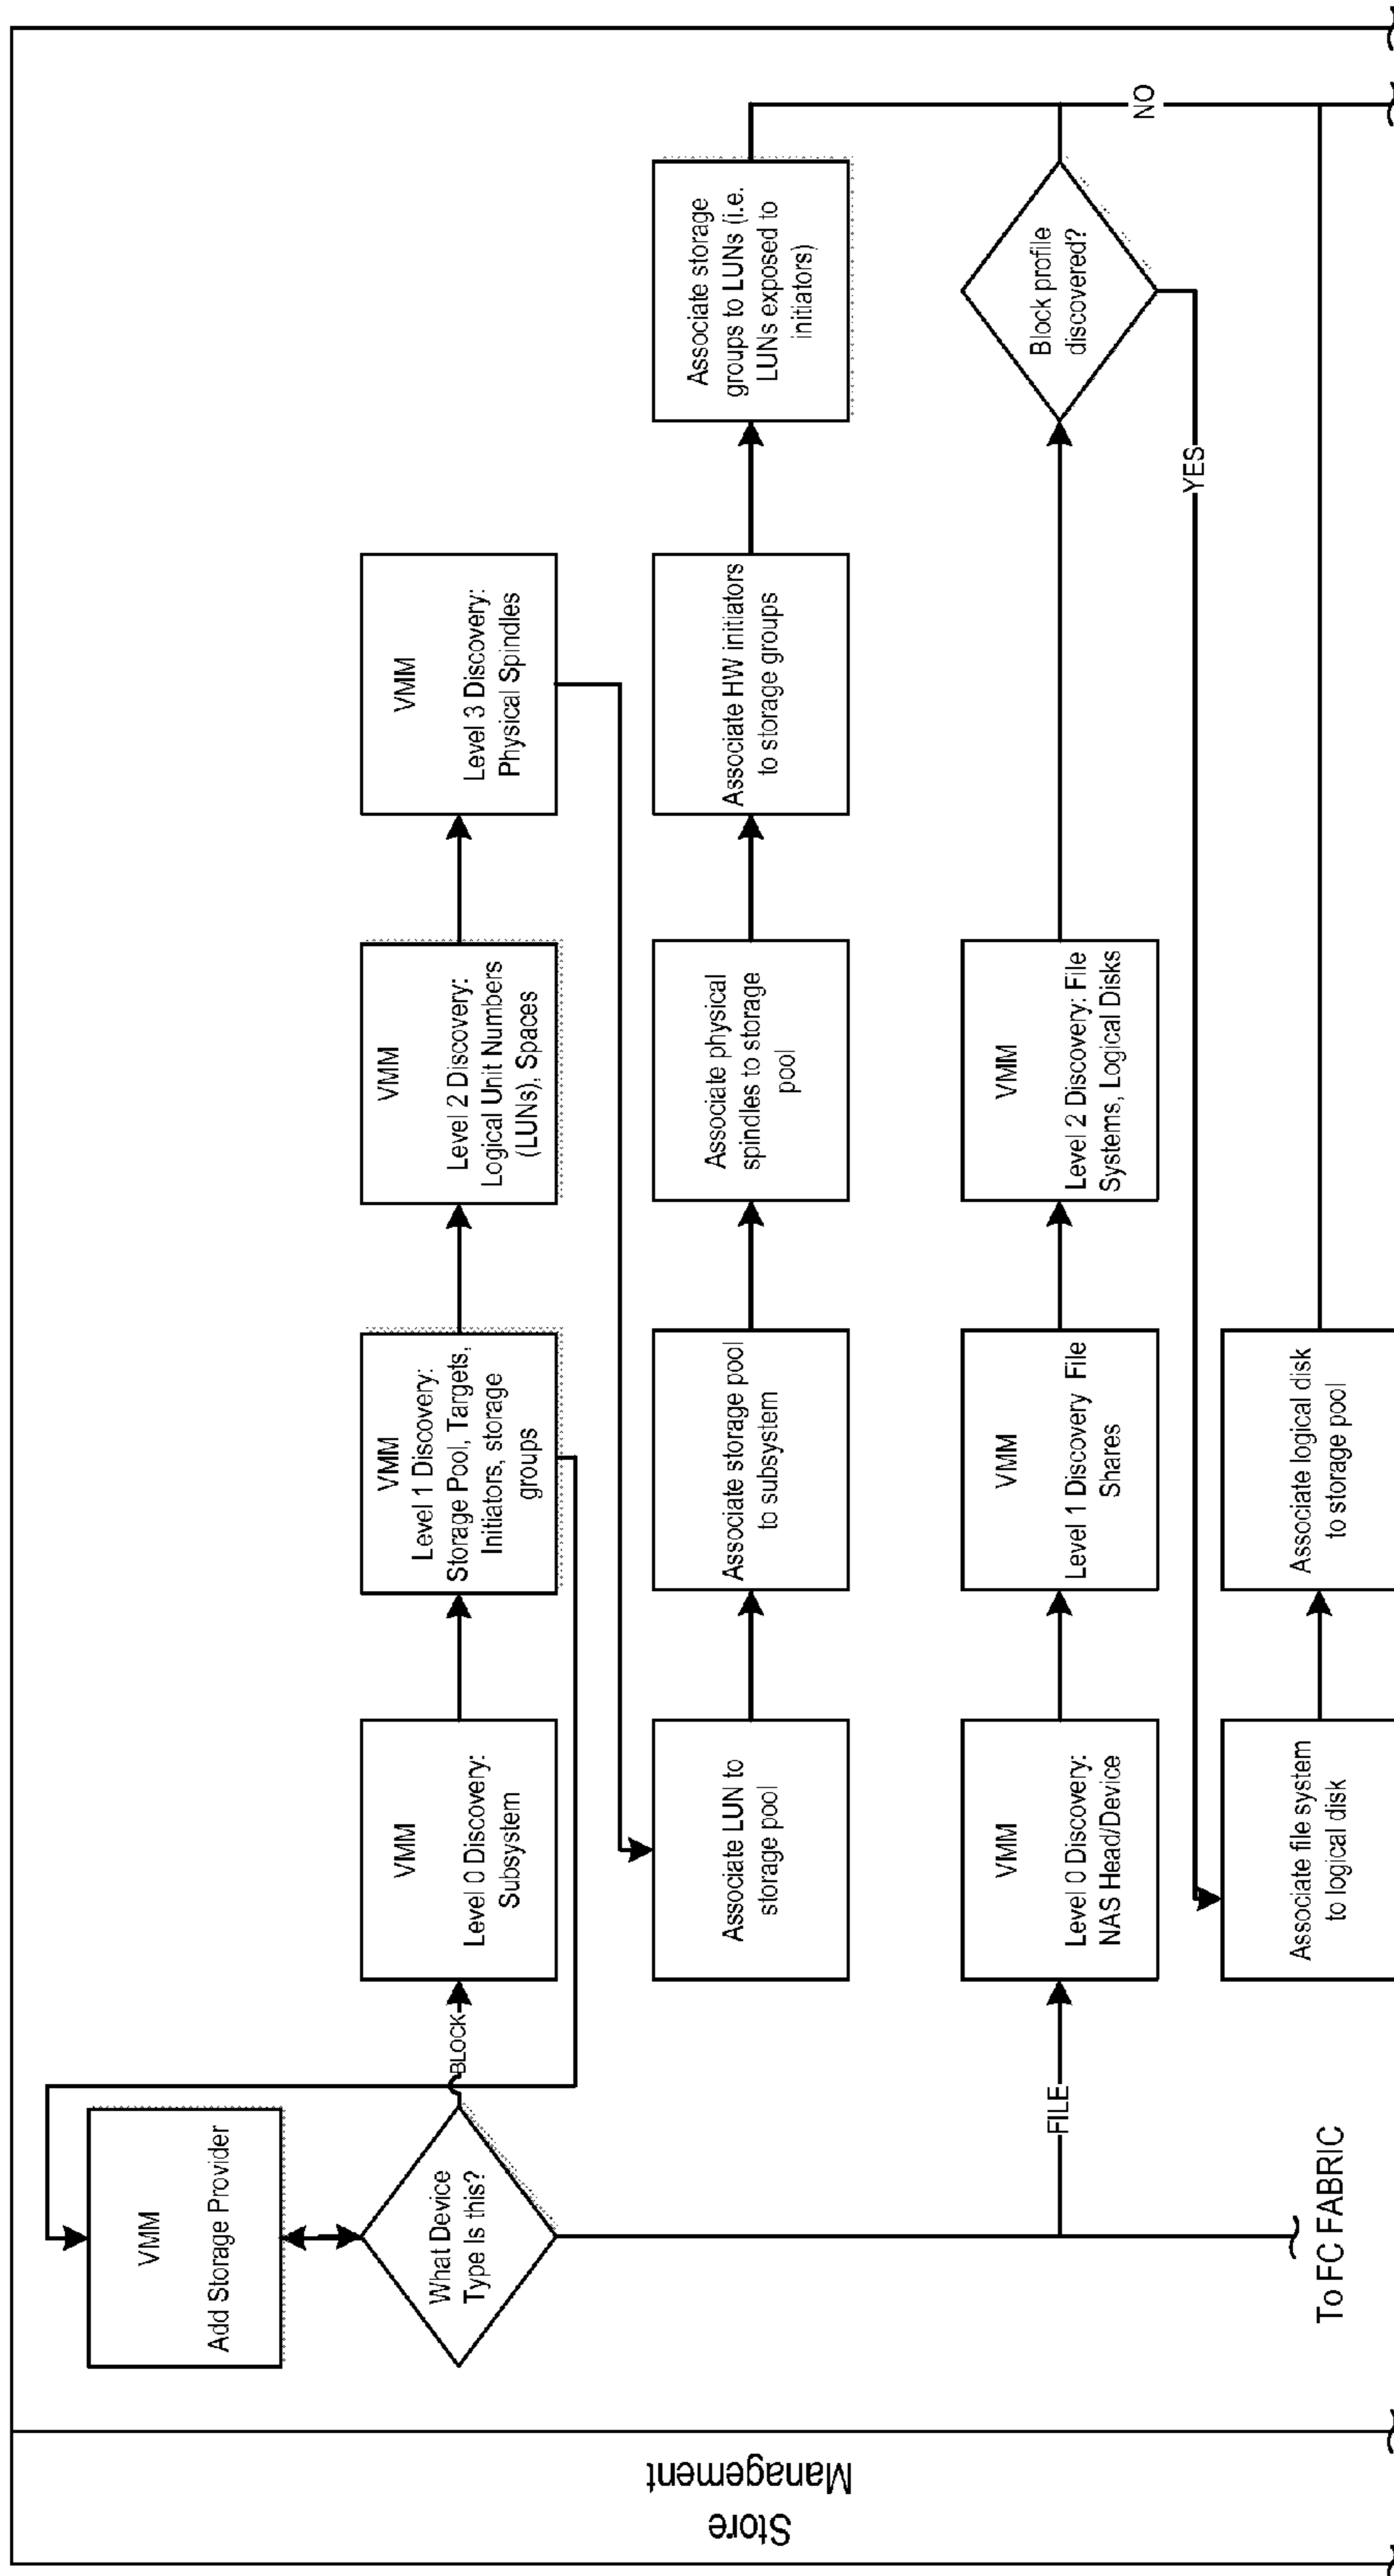 Store
Management
VMM
Add Storage Provider
What Device
Type Is this?
BLOCK
VMM
Level 0 Discovery:
Subsystem
VMM
Level 1 Discovery:
Storage Pool, Targets,
Initiators, storage
groups
VMM
Level 2 Discovery:
Logical Unit Numbers
(LUNs), Spaces
VMM
Level 3 Discovery:
Physical Spindles
Associate LUN to
storage pool
Associate storage pool
to subsystem
Associate physical
spindles to storage
pool
Associate HW initiators
to storage groups
Associate storage
groups to LUNs (i.e.
LUNs exposed to
initiators)
FILE
VMM
Level 0 Discovery:
NAS Head/Device
VMM
Level 1 Discovery File
Shares
VMM
Level 2 Discovery: File
Systems, Logical Disks
Block profile
discovered?
NO
YES
Associate file system
to logical disk
Associate logical disk
to storage pool
To FC FABRIC